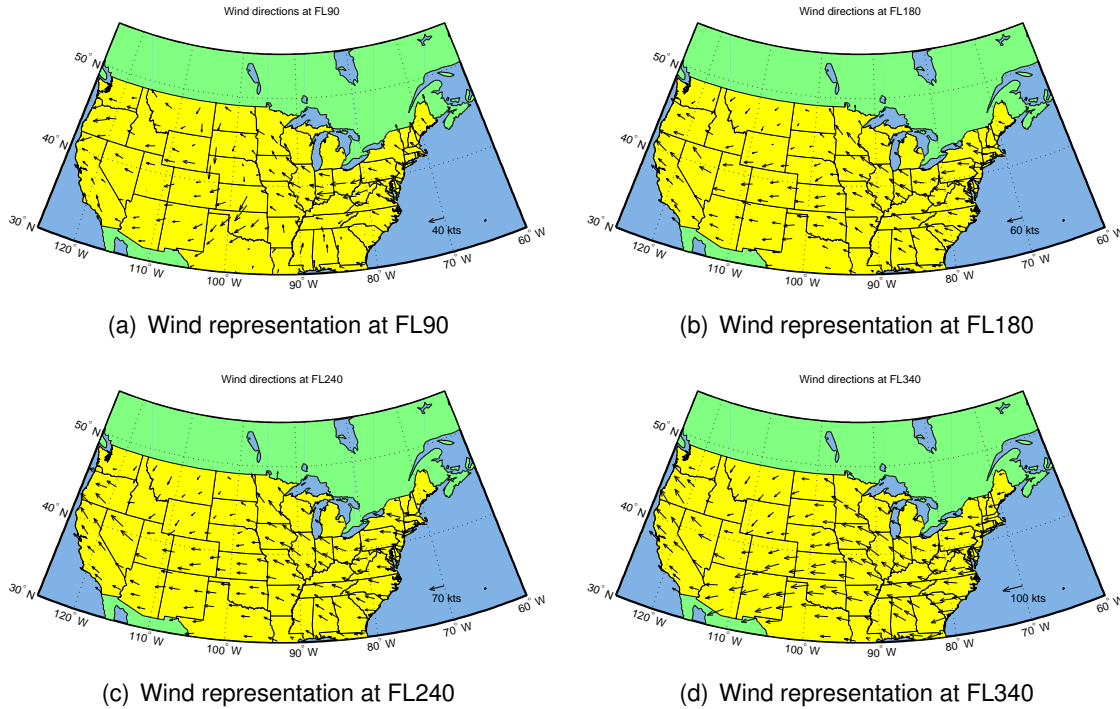 Wind directions at FL90
50° N
40° N
30° N
120° W
110° W
100° W
90° W
80° W
70° W
60° W
40 kts
(a) Wind representation at FL90
Wind directions at FL180
50° N
40° N
30° N
120° W
110° W
100° W
90° W
80° W
70° W
60° W
60 kts
(b) Wind representation at FL180
Wind directions at FL240
50° N
40° N
30° N
120° W
110° W
100° W
90° W
80° W
70° W
60° W
70 kts
(c) Wind representation at FL240
Wind directions at FL340
50° N
40° N
30° N
120° W
110° W
100° W
90° W
80° W
70° W
60° W
100 kts
(d) Wind representation at FL340